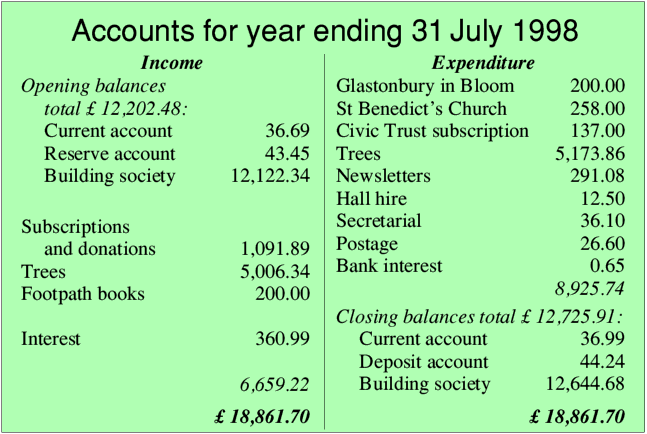 Accounts for year ending 31 July 1998
Income
Opening balances
total £ 12,202.48:
Current account 36.69
Reserve account 43.45
Building society 12,122.34
Subscriptions
and donations 1,091.89
Trees 5,006.34
Footpath books 200.00
Interest 360.99
6,659.22
£ 18,861.70
Expenditure
Glastonbury in Bloom 200.00
St Benedict's Church 258.00
Civic Trust subscription 137.00
Trees 5,173.86
Newsletters 291.08
Hall hire 12.50
Secretarial 36.10
Postage 26.60
Bank interest 0.65
8,925.74
Closing balances total £ 12,725.91:
Current account 36.99
Deposit account 44.24
Building society 12,644.68
£ 18,861.70